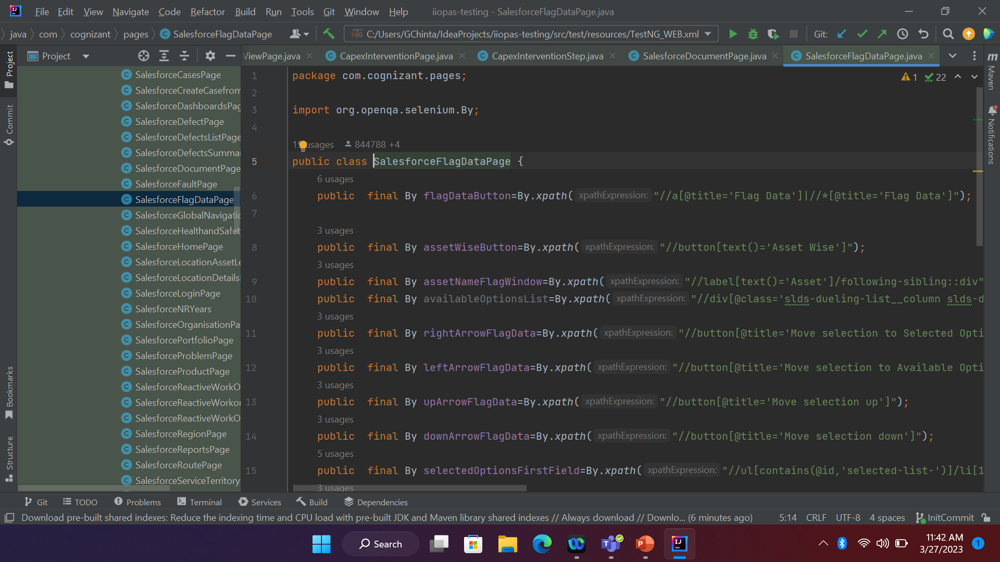 File Edit View Navigate Code Refactor Build Run Tools Git Window Help iiopas-testing - SalesforceFlagDataPage.java
java com cognizant pages SalesforceFlagDataPage C:/Users/GChinta/IdeaProjects/iiopas-testing/src/test/resources/TestNG_WEB.xml Git:
Project ViewPage.java CapexInterventionPage.java CapexInterventionStep.java SalesforceDocumentPage.java SalesforceFlagDataPage.java
Project
Commit
Bookmarks
Structure
SalesforceCasesPage
SalesforceCreateCasefrom
SalesforceDashboardsPag
SalesforceDefectPage
SalesforceDefectsListPage
SalesforceDefectsSummar
SalesforceDocumentPage
SalesforceFaultPage
SalesforceFlagDataPage
SalesforceGlobalNavigatio
SalesforceHealthandSafet
SalesforceHomePage
SalesforceLocationAssetLe
SalesforceLocationDetails
SalesforceLoginPage
SalesforceNRYears
SalesforceOrganisationPa
SalesforcePortfolioPage
SalesforceProblemPage
SalesforceProductPage
SalesforceReactiveWorkO
SalesforceReactiveWorkor
SalesforceReactiveWorkO
SalesforceRegionPage
SalesforceReportsPage
SalesforceRoutePage
SalesforceServiceTerritory
1 package com.cognizant.pages;
1 22
2
3 import org.openqa.selenium.By;
4
15 usages 844788 +4
5 public class SalesforceFlagDataPage {
6 usages
6 public final By flagDataButton=By.xpath( xpathExpression: "//a[@title='Flag Data']|//*[@title='Flag Data']");
7
3 usages
8 public final By assetWiseButton=By.xpath( xpathExpression: "//button[text()='Asset Wise']");
3 usages
9 public final By assetNameFlagWindow=By.xpath( xpathExpression: "//label[text()='Asset']/following-sibling::div"
10 public final By availableOptionsList=By.xpath( xpathExpression: "//div[@class='slds-dueling-list__column slds-d
3 usages
11 public final By rightArrowFlagData=By.xpath( xpathExpression: "//button[@title='Move selection to Selected Opti
3 usages
12 public final By leftArrowFlagData=By.xpath( xpathExpression: "//button[@title='Move selection to Available Opti
3 usages
13 public final By upArrowFlagData=By.xpath( xpathExpression: "//button[@title='Move selection up']");
3 usages
14 public final By downArrowFlagData=By.xpath( xpathExpression: "//button[@title='Move selection down']");
5 usages
15 public final By selectedOptionsFirstField=By.xpath( xpathExpression: "//ul[contains(@id,'selected-list-')]/li[1
3 usages
m Maven
Notifications
Git TODO Problems Terminal Services Build Dependencies
Download pre-built shared indexes: Reduce the indexing time and CPU load with pre-built JDK and Maven library shared indexes // Always download // Downlo... (6 minutes ago) 5:14 CRLF UTF-8 4 spaces InitCommit
Search
11:42 AM
3/27/2023
1